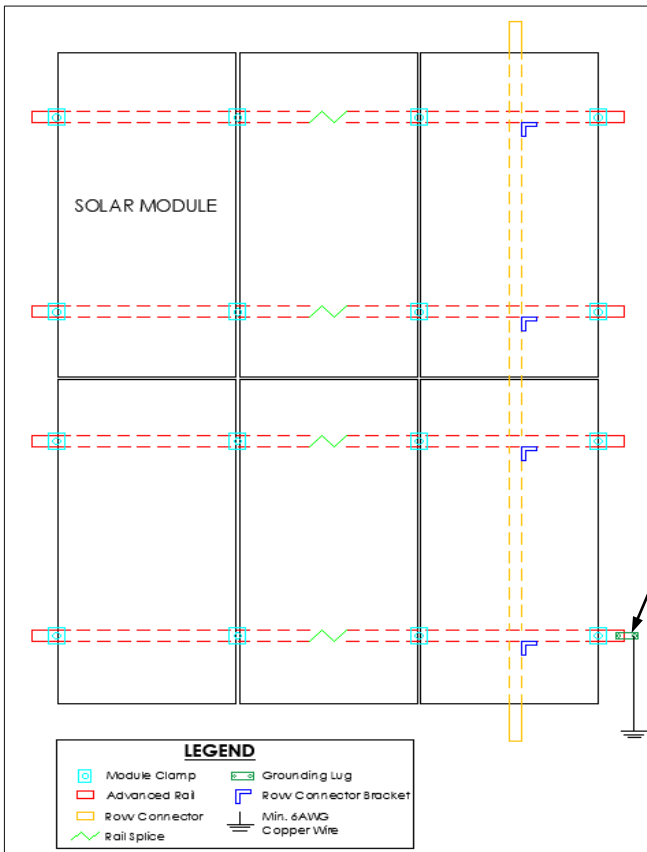 SOLAR MODULE
LEGEND
Module Clamp
Grounding Lug
Advanced Rail
Row Connector Bracket
Row Connector
Min. 6AWG
Copper Wire
Rail Splice